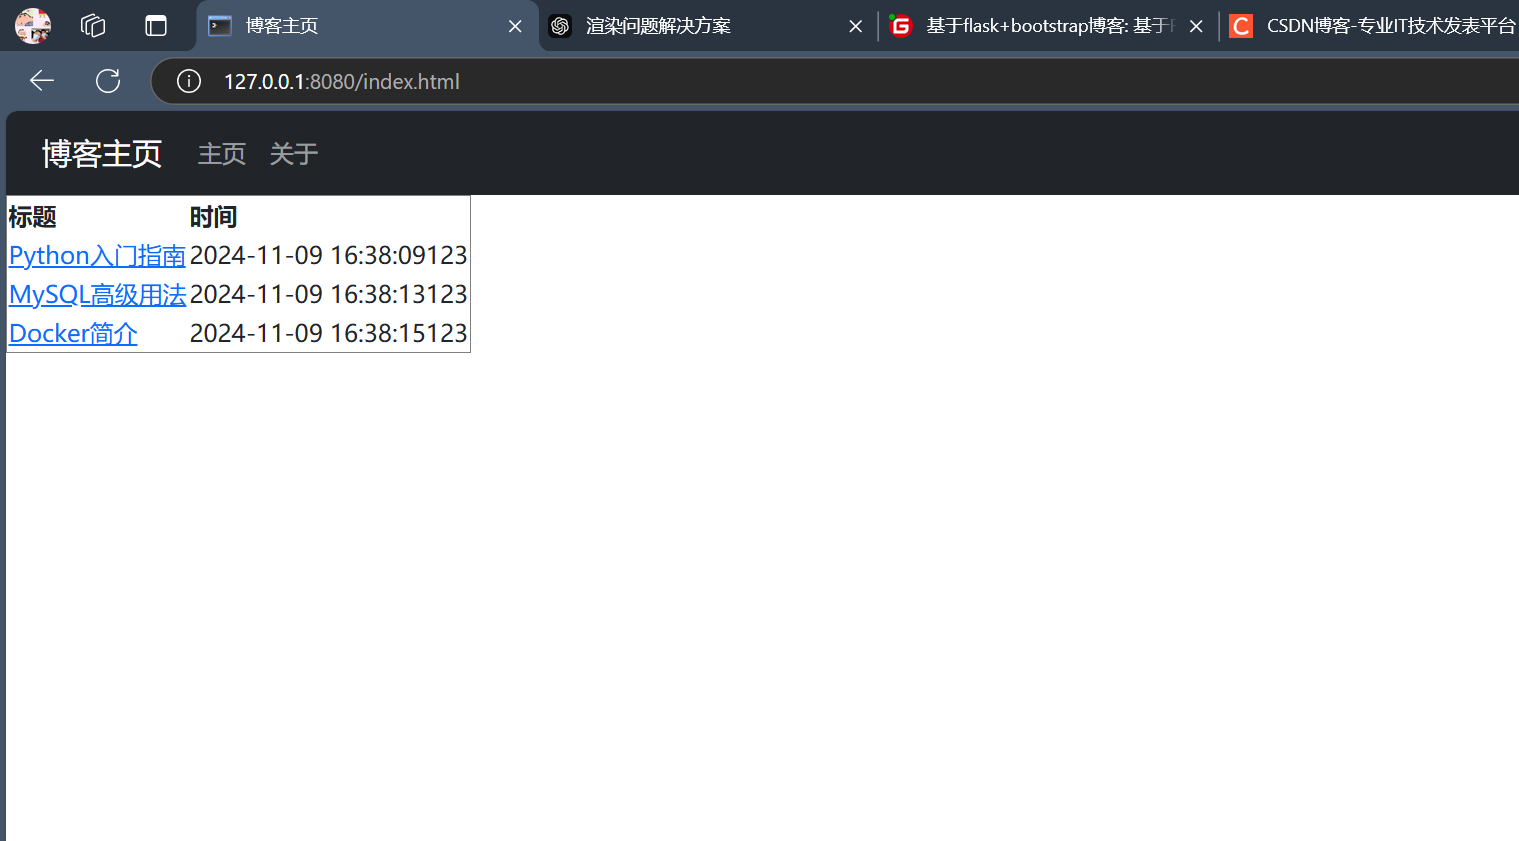 博客主页
渲染问题解决方案
基于flask+bootstrap博客: 基于F
CSDN博客-专业IT技术发表平台
127.0.0.1:8080/index.html
博客主页 主页 关于
标题 时间
Python入门指南 2024-11-09 16:38:09123
MySQL高级用法 2024-11-09 16:38:13123
Docker简介 2024-11-09 16:38:15123